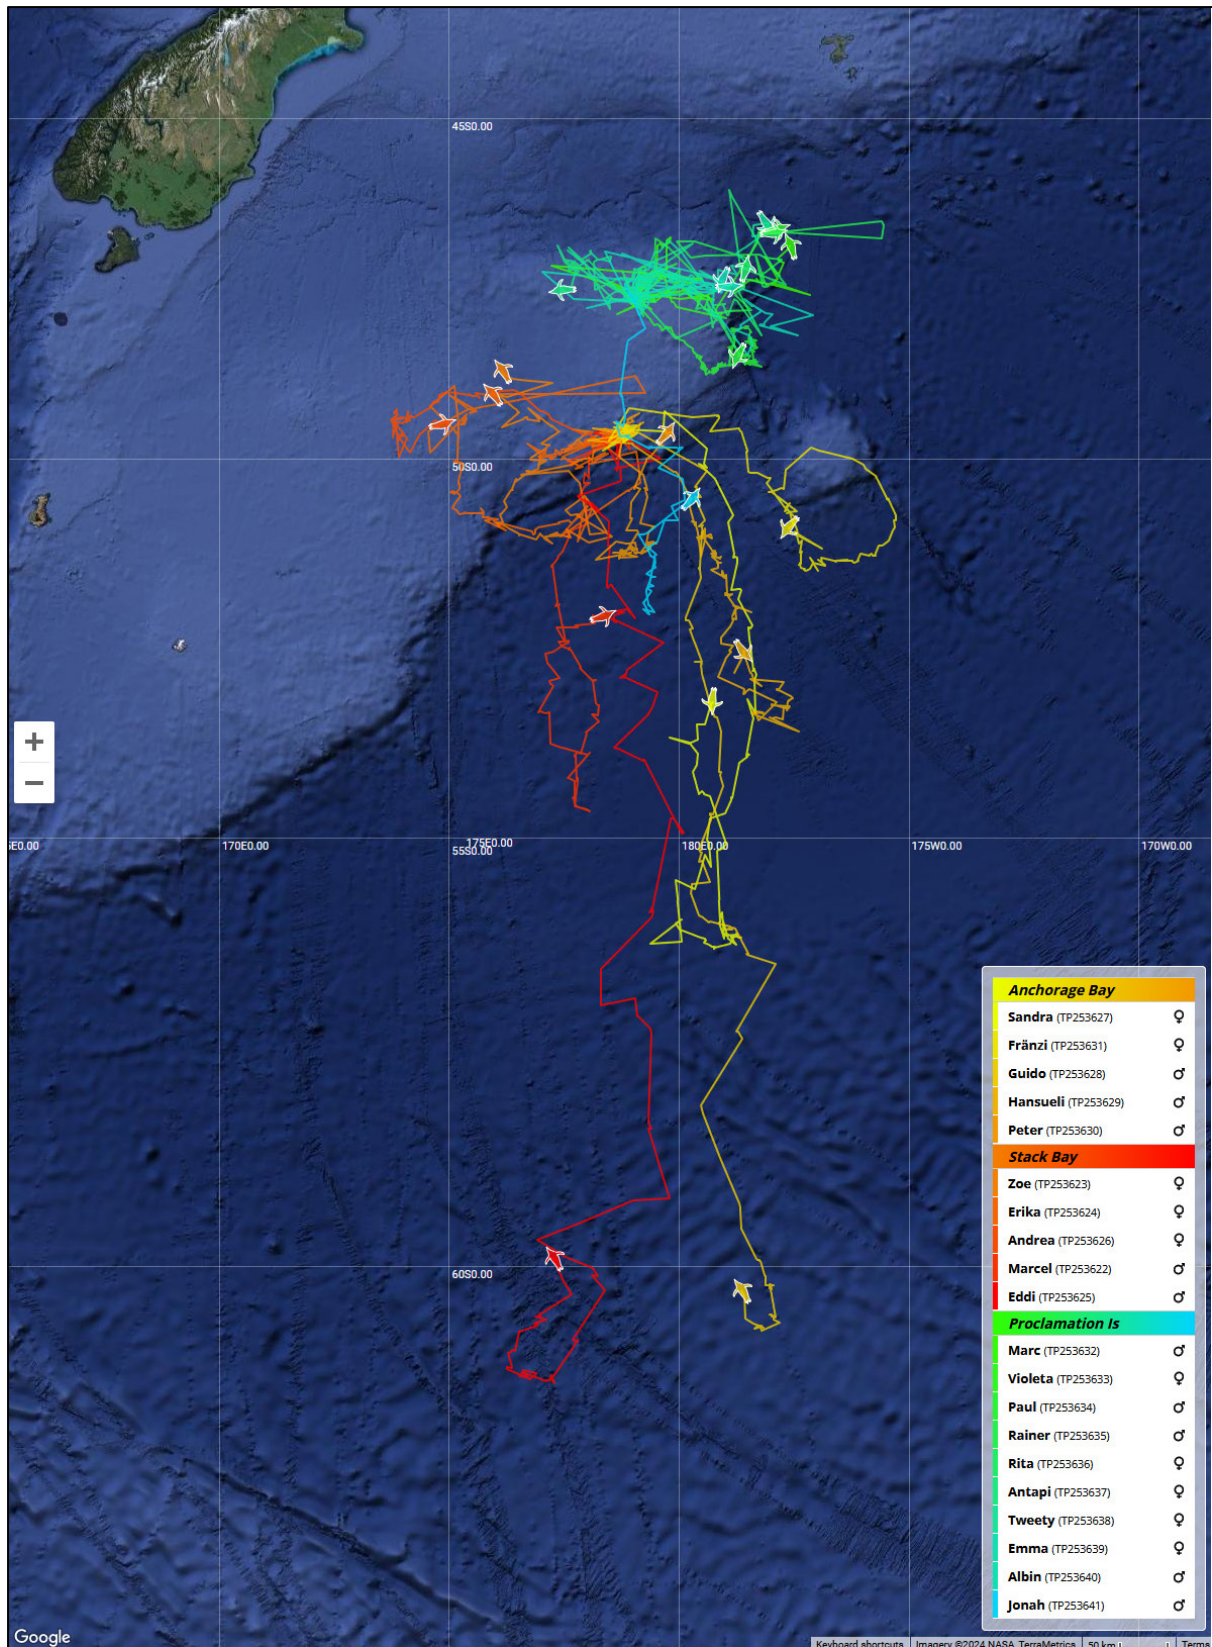 45S0.00
50S0.00
5E0.00
170E0.00
175E0.00
55S0.00
180E0.00
175W0.00
170W0.00
60S0.00
+
−
Anchorage Bay
Sandra (TP253627) ♀
Fränzi (TP253631) ♀
Guido (TP253628) ♂
Hansueli (TP253629) ♂
Peter (TP253630) ♂
Stack Bay
Zoe (TP253623) ♀
Erika (TP253624) ♀
Andrea (TP253626) ♀
Marcel (TP253622) ♂
Eddi (TP253625) ♂
Proclamation Is
Marc (TP253632) ♂
Violeta (TP253633) ♀
Paul (TP253634) ♂
Rainer (TP253635) ♂
Rita (TP253636) ♀
Antapi (TP253637) ♀
Tweety (TP253638) ♀
Emma (TP253639) ♀
Albin (TP253640) ♂
Jonah (TP253641) ♂
Google
Keyboard shortcuts Imagery ©2024 NASA, TerraMetrics 50 km Terms